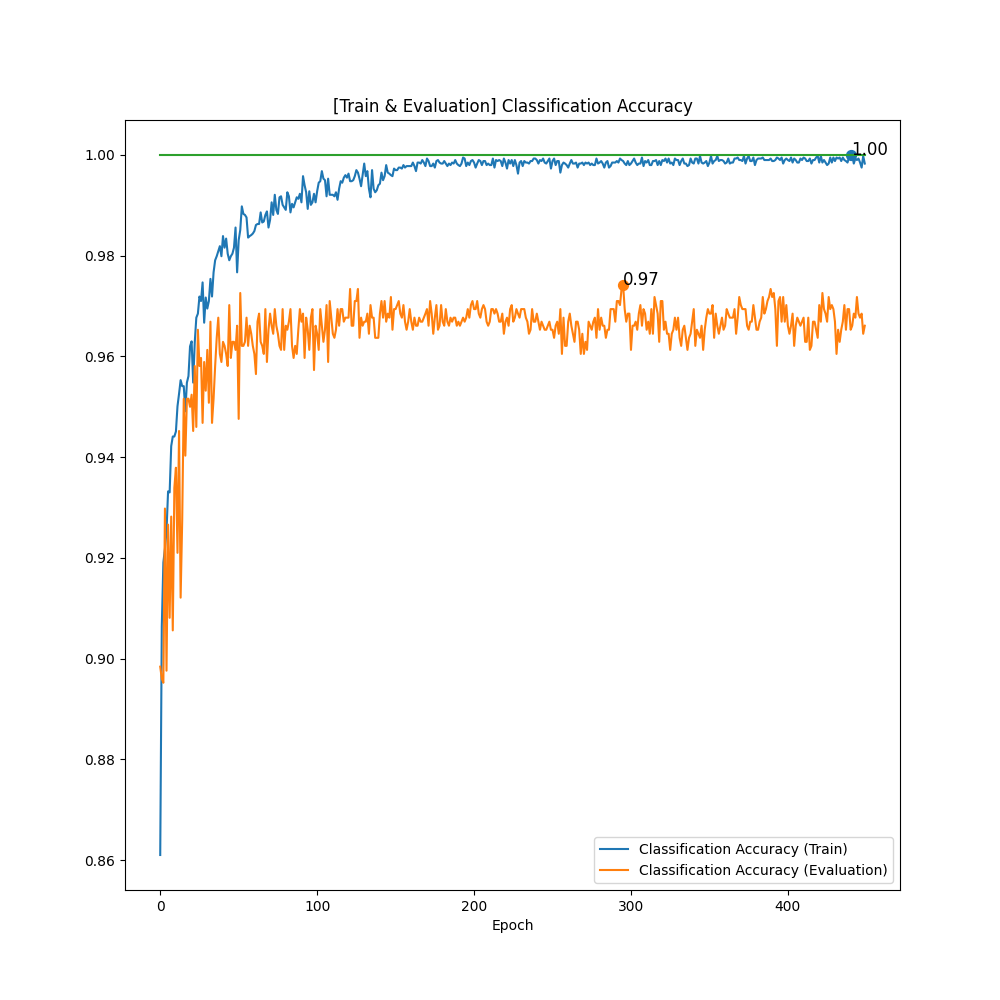 [Train & Evaluation] Classification Accuracy
1.00
0.98
0.96
0.94
0.92
0.90
0.88
0.86
1.00
0.97
Classification Accuracy (Train)
Classification Accuracy (Evaluation)
0 100 200 300 400
Epoch